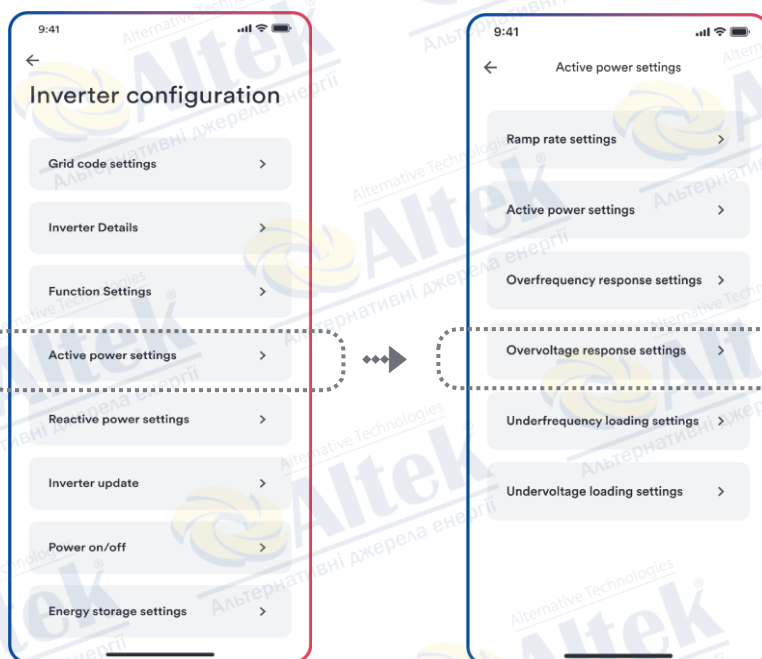 9:41
Inverter configuration
Grid code settings
Inverter Details
Function Settings
Active power settings
Reactive power settings
Inverter update
Power on/off
Energy storage settings
9:41
Active power settings
Ramp rate settings
Active power settings
Overfrequency response settings
Overvoltage response settings
Underfrequency loading settings
Undervoltage loading settings
Alternative Technologies
Altek®
Альтернативні джерела енергії